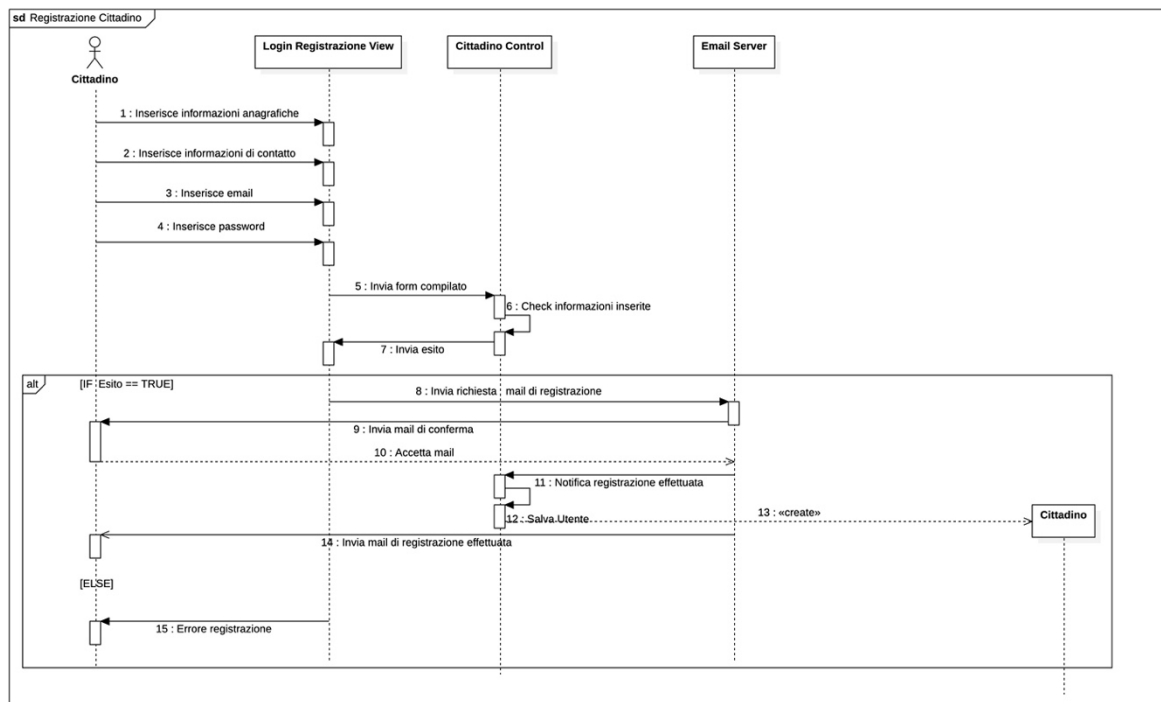 sd Registrazione Cittadino
Cittadino
Login Registrazione View
Cittadino Control
Email Server
1 : Inserisce informazioni anagrafiche
2 : Inserisce informazioni di contatto
3 : Inserisce email
4 : Inserisce password
5 : Invia form compilato
6 : Check informazioni inserite
7 : Invia esito
alt
[IF Esito == TRUE]
8 : Invia richiesta mail di registrazione
9 : Invia mail di conferma
10 : Accetta mail
11 : Notifica registrazione effettuata
12 : Salva Utente
13 : «create»
Cittadino
14 : Invia mail di registrazione effettuata
[ELSE]
15 : Errore registrazione